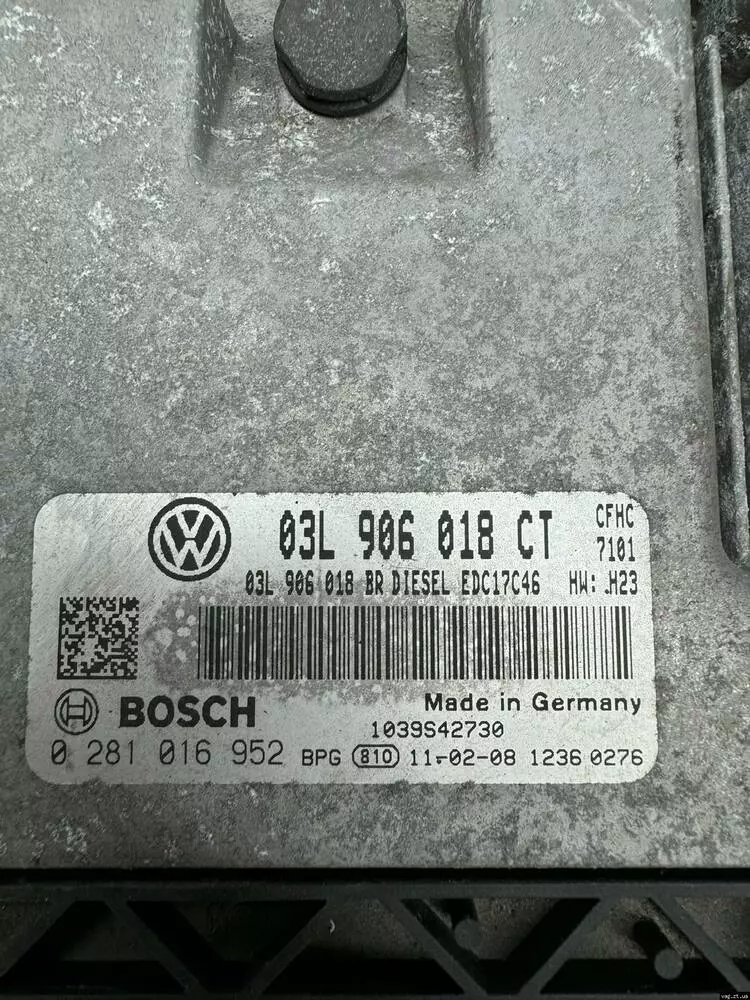 03L 906 018 CT CFHC
7101
03L 906 018 BR DIESEL EDC17C46 HW: .H23
BOSCH Made in Germany
1039S42730
0 281 016 952 BPG 810 11-02-08 1236 0276
vag.zt.ua